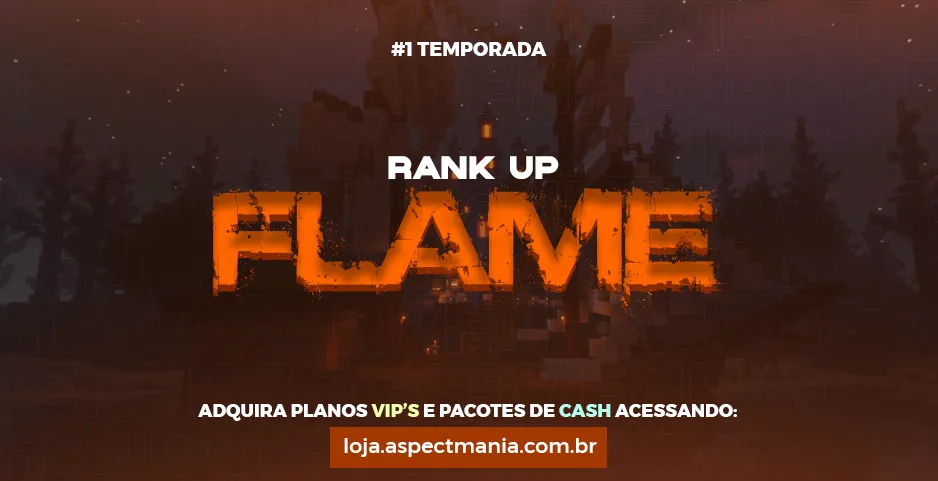 #1 TEMPORADA
RANK UP
FLAME
ADQUIRA PLANOS VIP'S E PACOTES DE CASH ACESSANDO:
loja.aspectmania.com.br